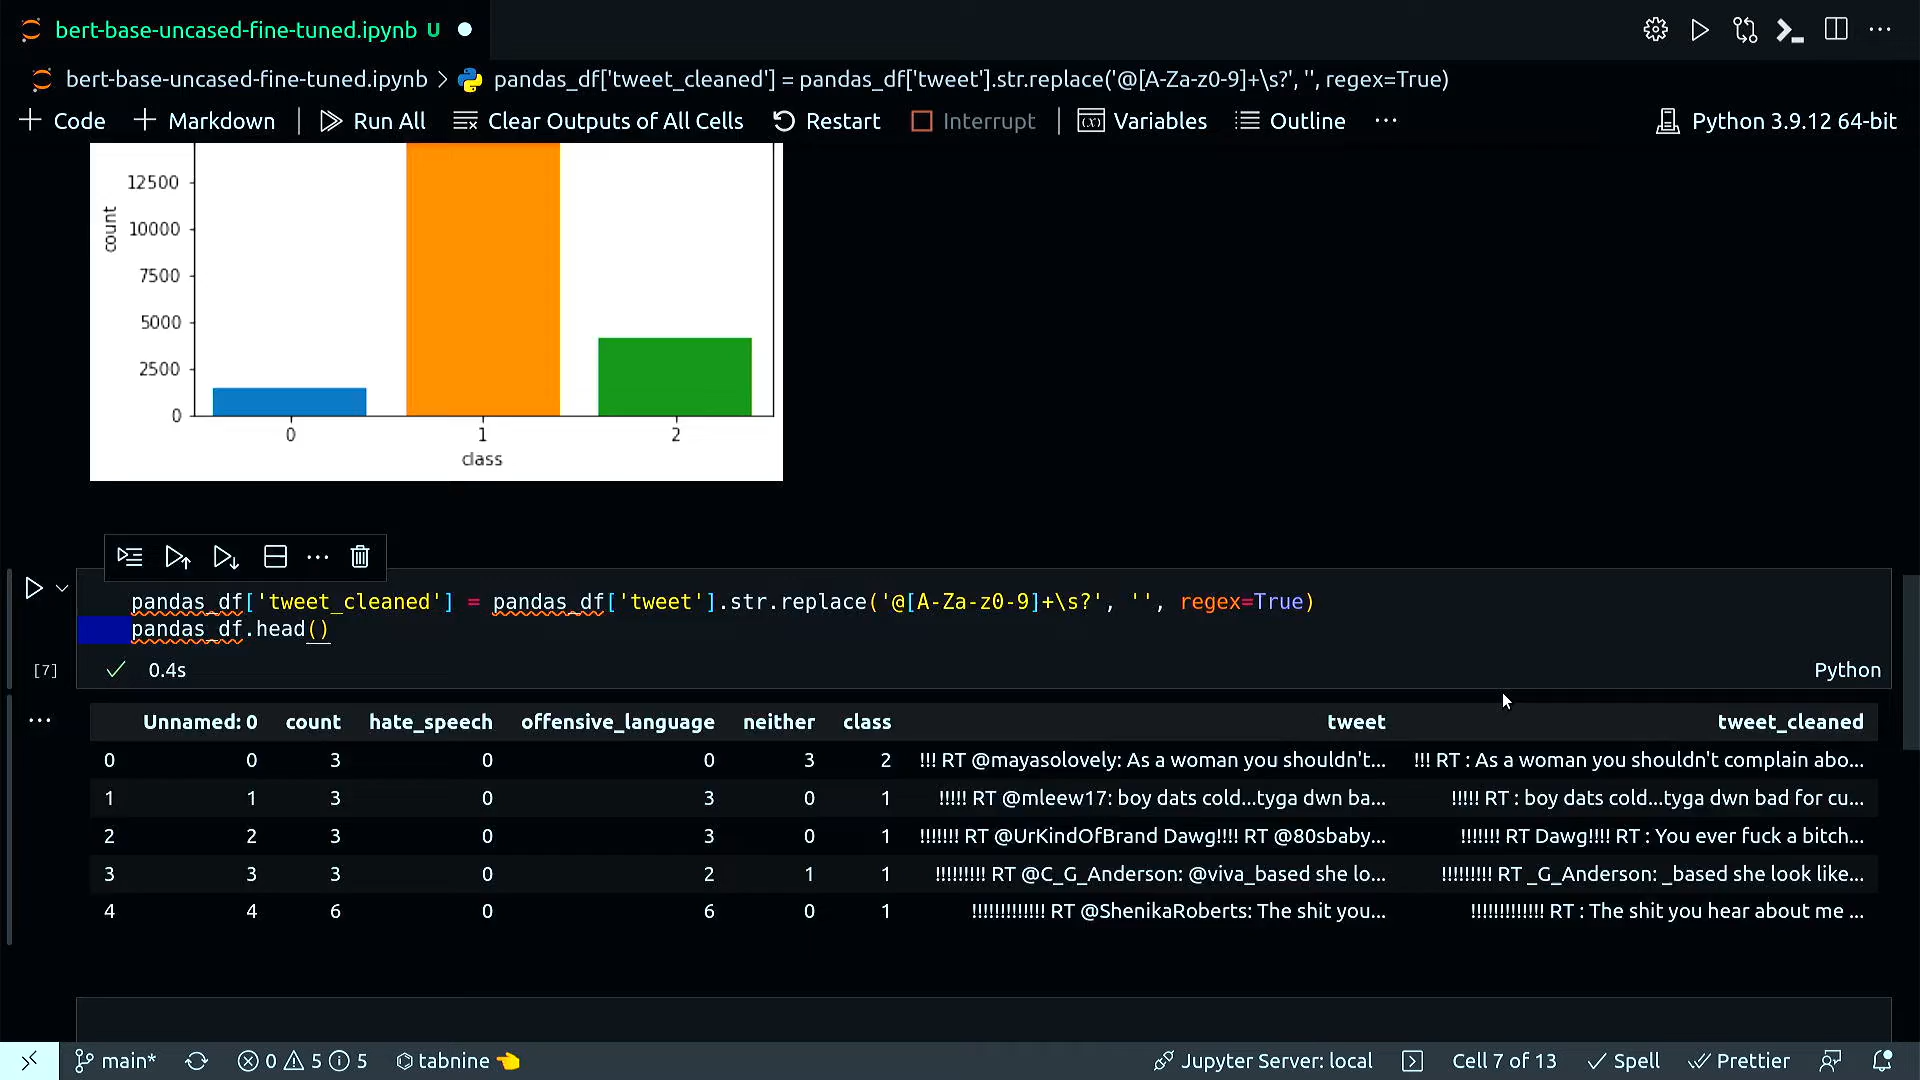 bert-base-uncased-fine-tuned.ipynb U
bert-base-uncased-fine-tuned.ipynb > pandas_df['tweet_cleaned'] = pandas_df['tweet'].str.replace('@[A-Za-z0-9]+\s?', '', regex=True)
+ Code + Markdown | Run All Clear Outputs of All Cells Restart Interrupt | Variables Outline ... Python 3.9.12 64-bit
12500
10000
7500
5000
2500
0
count
0 1 2
class
pandas_df['tweet_cleaned'] = pandas_df['tweet'].str.replace('@[A-Za-z0-9]+\s?', '', regex=True)
pandas_df.head()
[7] 0.4s Python
Unnamed: 0 count hate_speech offensive_language neither class tweet tweet_cleaned
0 0 3 0 0 3 2 !!! RT @mayasolovely: As a woman you shouldn't... !!! RT : As a woman you shouldn't complain abo...
1 1 3 0 3 0 1 !!!!! RT @mleew17: boy dats cold...tyga dwn ba... !!!!! RT : boy dats cold...tyga dwn bad for cu...
2 2 3 0 3 0 1 !!!!!!! RT @UrKindOfBrand Dawg!!!! RT @80sbaby... !!!!!!! RT Dawg!!!! RT : You ever fuck a bitch...
3 3 3 0 2 1 1 !!!!!!!!! RT @C_G_Anderson: @viva_based she lo... !!!!!!!!! RT _G_Anderson: _based she look like...
4 4 6 0 6 0 1 !!!!!!!!!!!!! RT @ShenikaRoberts: The shit you... !!!!!!!!!!!!! RT : The shit you hear about me ...
main* 0 5 5 tabnine Jupyter Server: local Cell 7 of 13 Spell Prettier